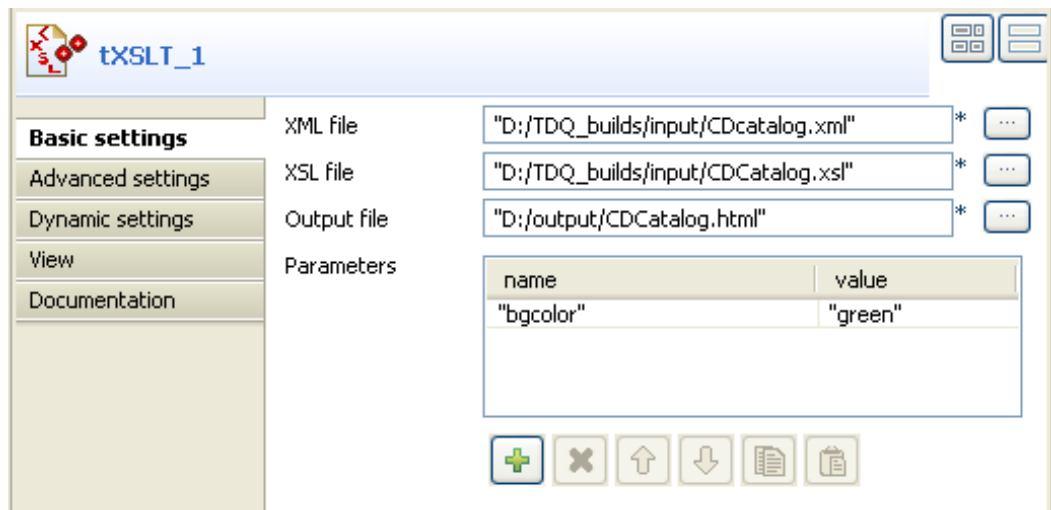 tXSLT_1
Basic settings
Advanced settings
Dynamic settings
View
Documentation
XML file "D:/TDQ_builds/input/CDcatalog.xml" * ...
XSL file "D:/TDQ_builds/input/CDCatalog.xsl" * ...
Output file "D:/output/CDCatalog.html" * ...
Parameters
name value
"bgcolor" "green"